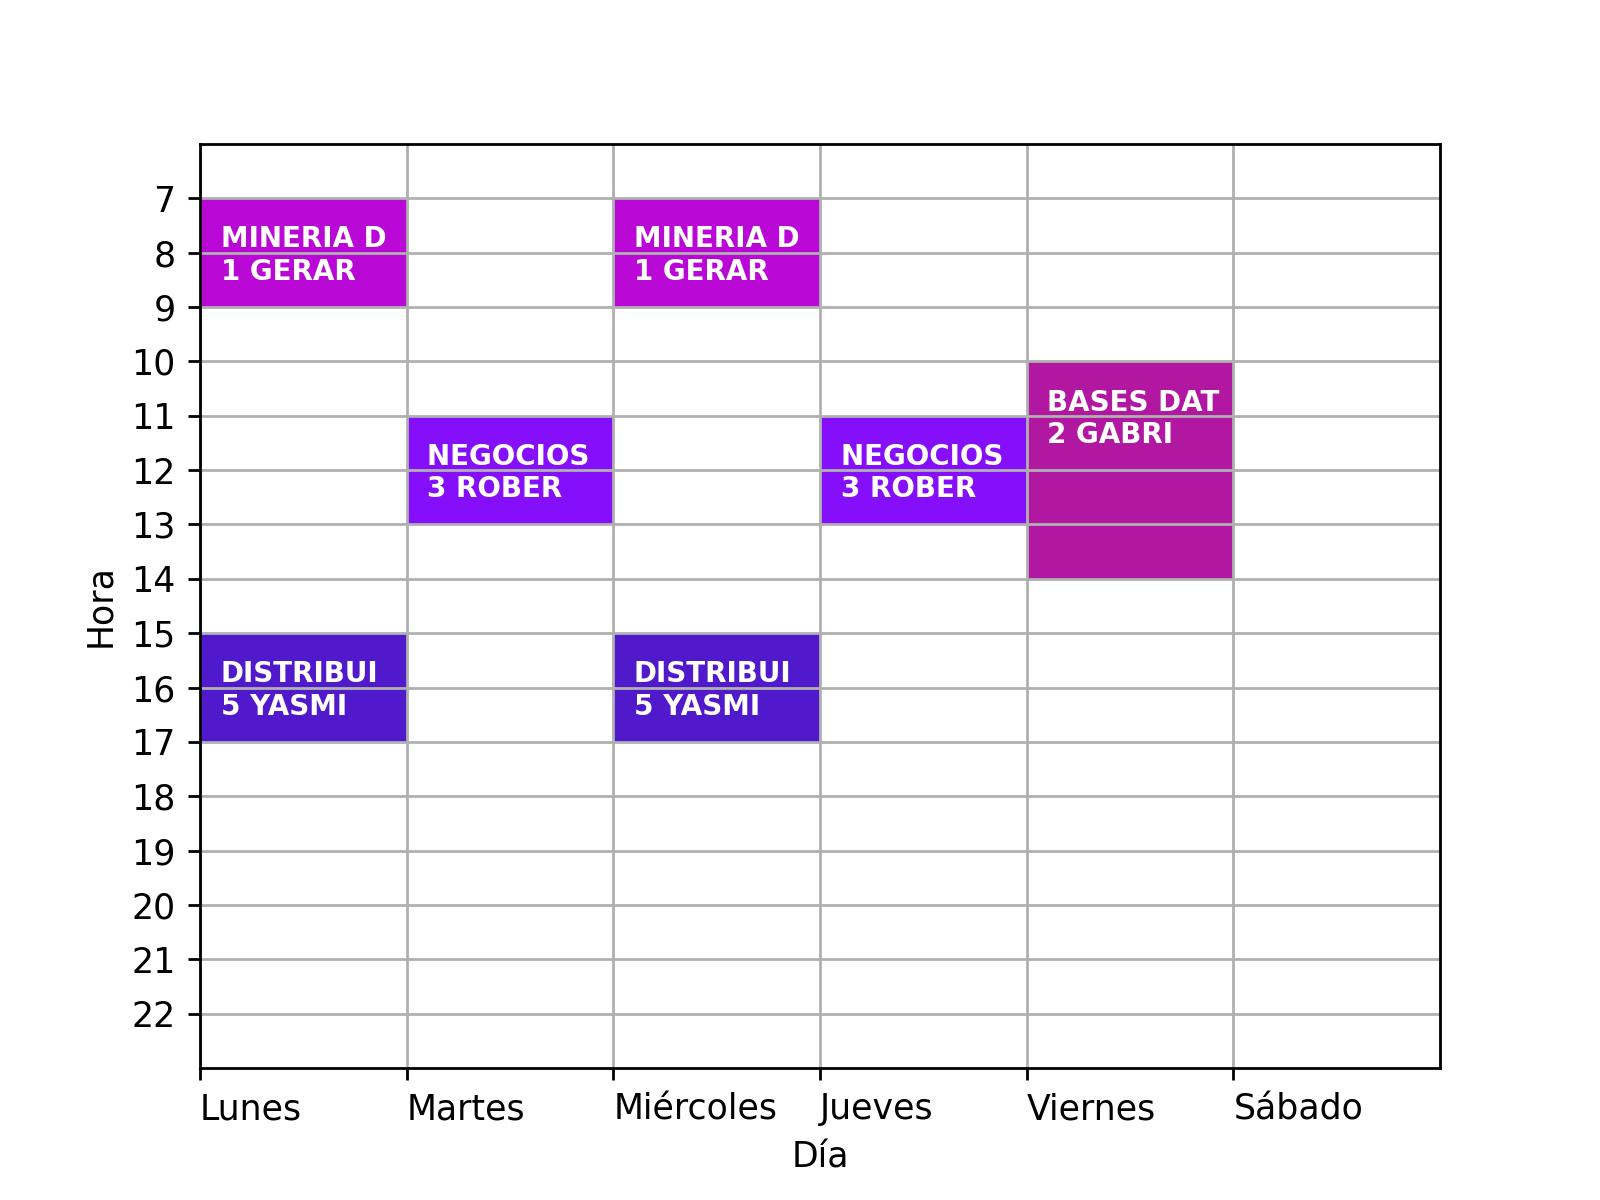 7
MINERIA D
1 GERAR
MINERIA D
1 GERAR
8
9
10
BASES DAT
2 GABRI
11
NEGOCIOS
3 ROBER
NEGOCIOS
3 ROBER
12
13
14
Hora
15
DISTRIBUI
5 YASMI
DISTRIBUI
5 YASMI
16
17
18
19
20
21
22
Lunes Martes Miércoles Jueves Viernes Sábado
Día